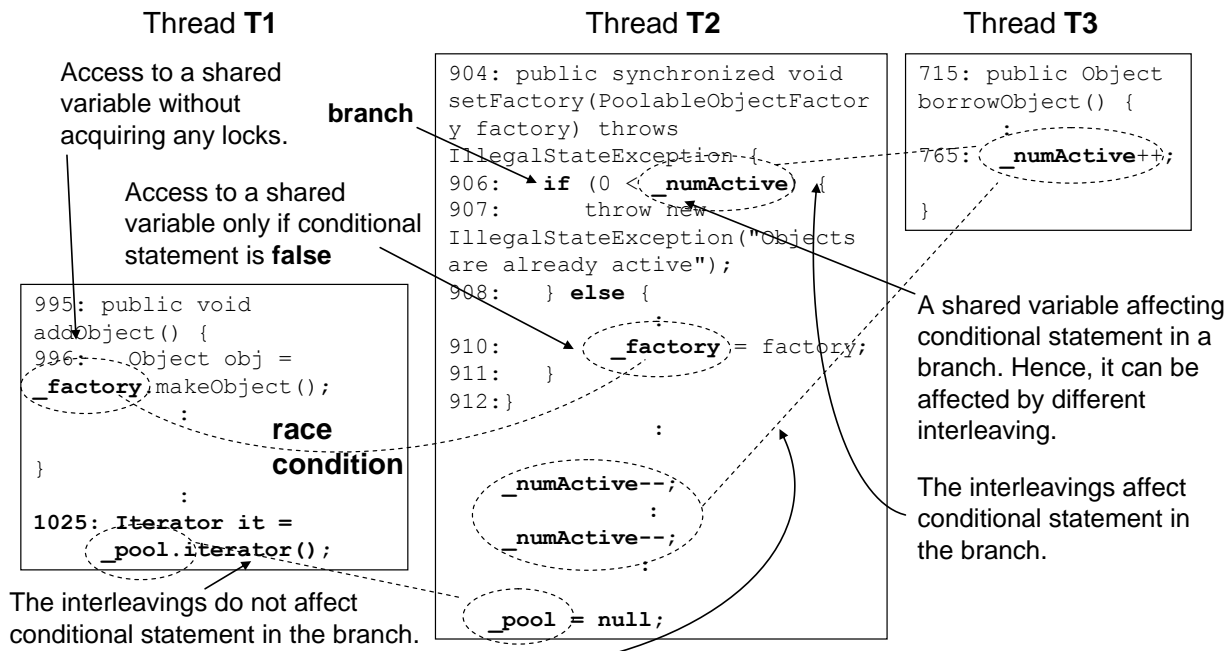 Thread T1
Thread T2
Thread T3
Access to a shared
variable without
acquiring any locks.
branch
Access to a shared
variable only if conditional
statement is false
995: public void
addObject() {
996:   Object obj =
_factory.makeObject();
:
}
:
1025: Iterator it =
_pool.iterator();
race
condition
The interleavings do not affect
conditional statement in the branch.
904: public synchronized void
setFactory(PoolableObjectFactor
y factory) throws
IllegalStateException {
906:   if (0 < _numActive) {
907:      throw new
IllegalStateException("Objects
are already active");
908:   } else {
:
910:      _factory = factory;
911:   }
912:}
:
_numActive--;
:
_numActive--;
:
_pool = null;
715: public Object
borrowObject() {
:
765:   _numActive++;
}
A shared variable affecting
conditional statement in a
branch. Hence, it can be
affected by different
interleaving.
The interleavings affect
conditional statement in
the branch.